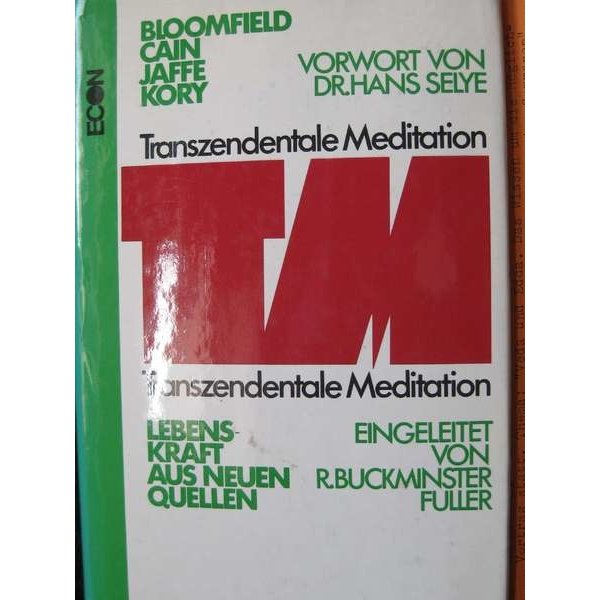 BLOOMFIELD
CAIN
JAFFE
KORY
VORWORT VON
DR.HANS SELYE
ECON
Transzendentale Meditation
TM
Transzendentale Meditation
LEBENS-
KRAFT
AUS NEUEN
QUELLEN
EINGELEITET
VON
R.BUCKMINSTER
FULLER